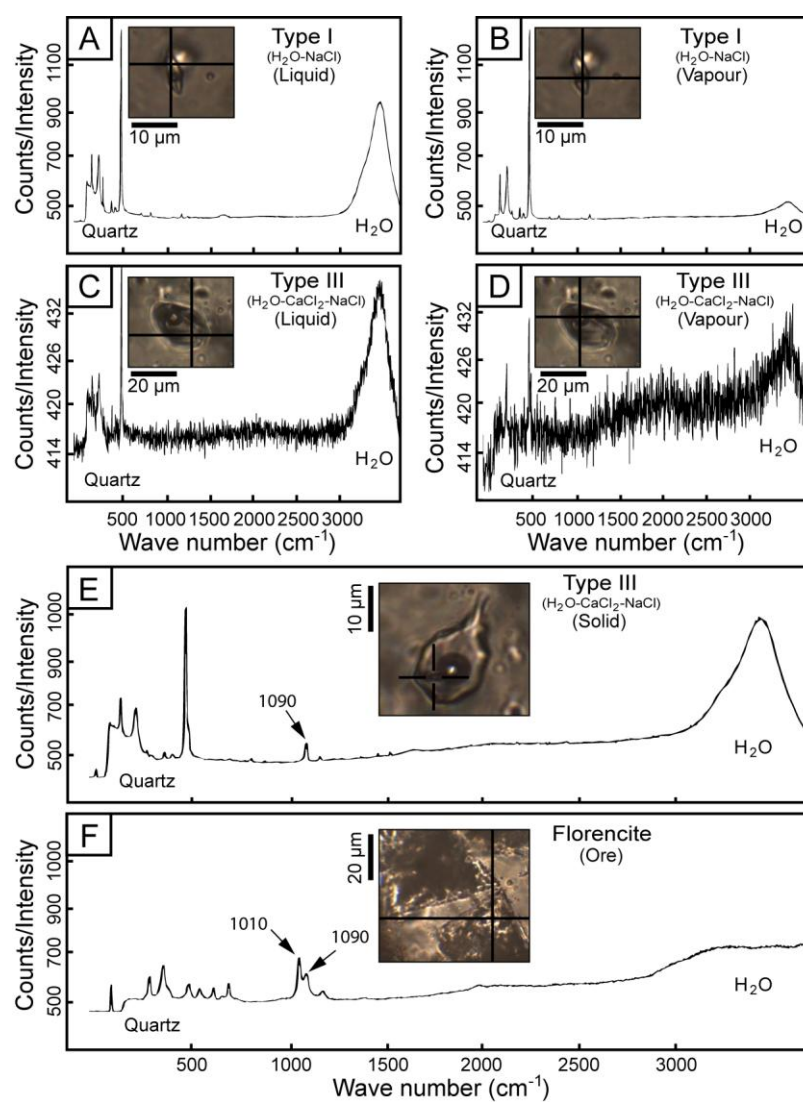 A
Type I
(H₂O-NaCl)
(Liquid)
10 µm
Counts/Intensity
1100
900
700
500
Quartz
H₂O
B
Type I
(H₂O-NaCl)
(Vapour)
10 µm
Counts/Intensity
1100
900
700
500
Quartz
H₂O
C
Type III
(H₂O-CaCl₂-NaCl)
(Liquid)
20 µm
Counts/Intensity
432
426
420
414
Quartz
H₂O
500 1000 1500 2000 2500 3000
Wave number (cm⁻¹)
D
Type III
(H₂O-CaCl₂-NaCl)
(Vapour)
20 µm
Counts/Intensity
432
426
420
414
Quartz
H₂O
500 1000 1500 2000 2500 3000
Wave number (cm⁻¹)
E
10 µm
Type III
(H₂O-CaCl₂-NaCl)
(Solid)
Counts/Intensity
1000
900
700
500
1090
Quartz
H₂O
F
20 µm
Florencite
(Ore)
Counts/Intensity
1000
900
700
500
1010
1090
Quartz
H₂O
500 1000 1500 2000 2500 3000
Wave number (cm⁻¹)